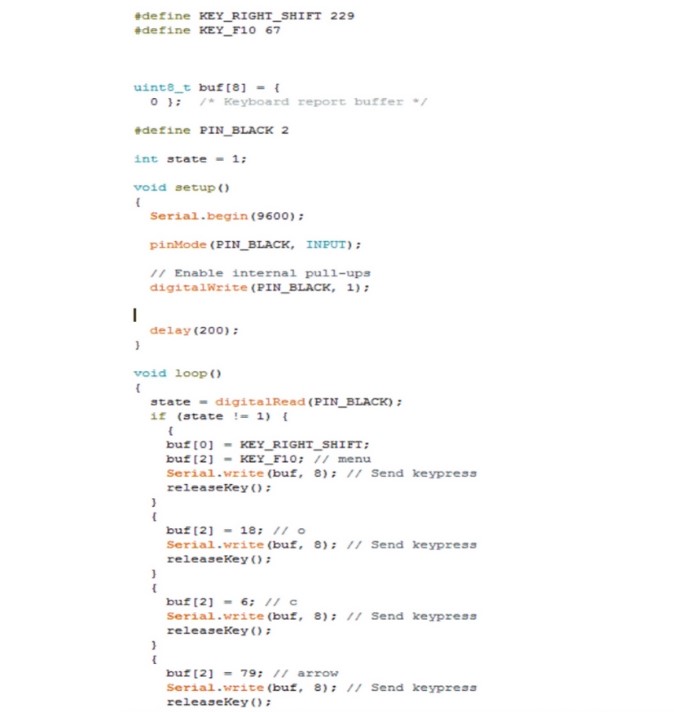 #define KEY_RIGHT_SHIFT 229
#define KEY_F10 67
uint8_t buf[8] = {
0 }; /* Keyboard report buffer */
#define PIN_BLACK 2
int state = 1;
void setup()
{
Serial.begin(9600);
pinMode(PIN_BLACK, INPUT);
// Enable internal pull-ups
digitalWrite(PIN_BLACK, 1);
delay(200);
}
void loop()
{
state = digitalRead(PIN_BLACK);
if (state != 1) {
{
buf[0] = KEY_RIGHT_SHIFT;
buf[2] = KEY_F10; // menu
Serial.write(buf, 8); // Send keypress
releaseKey();
}
{
buf[2] = 18; // o
Serial.write(buf, 8); // Send keypress
releaseKey();
}
{
buf[2] = 6; // c
Serial.write(buf, 8); // Send keypress
releaseKey();
}
{
buf[2] = 79; // arrow
Serial.write(buf, 8); // Send keypress
releaseKey();